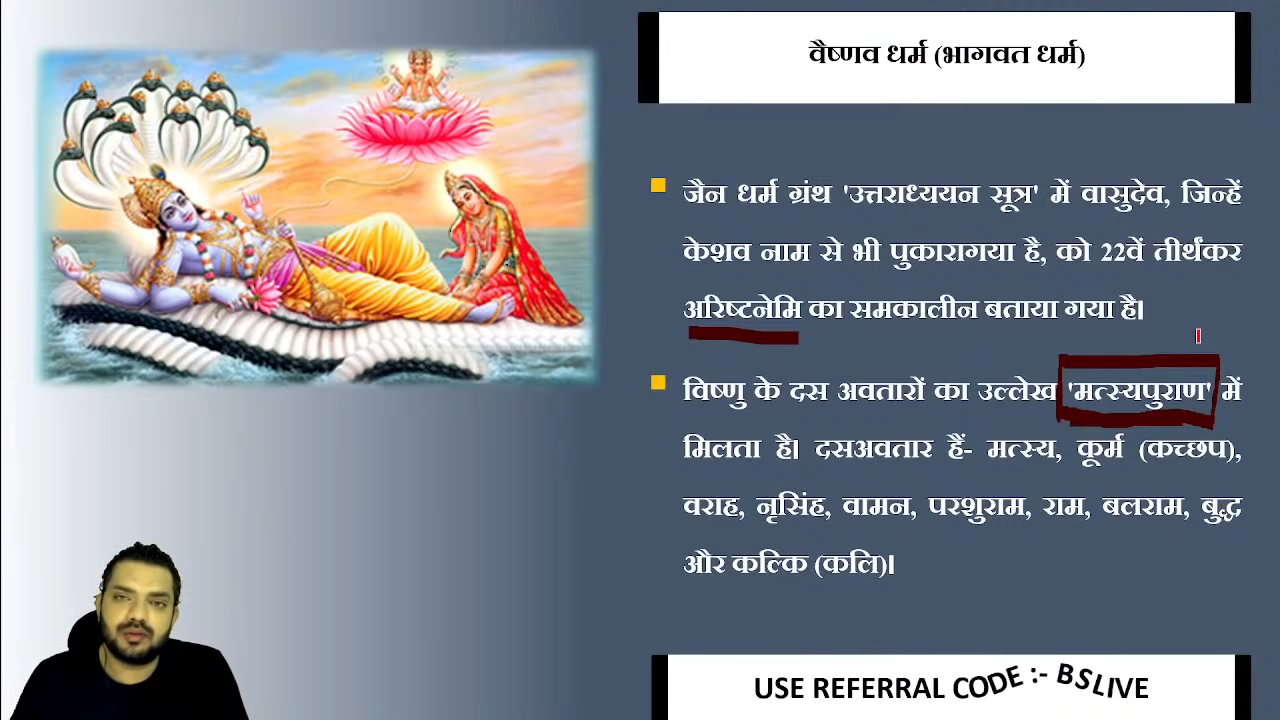 वैष्णव धर्म (भागवत धर्म)
जैन धर्म ग्रंथ 'उत्तराध्ययन सूत्र' में वासुदेव, जिन्हें
केशव नाम से भी पुकारागया है, को 22वें तीर्थंकर
अरिष्टनेमि का समकालीन बताया गया है।
विष्णु के दस अवतारों का उल्लेख 'मत्स्यपुराण' में
मिलता है। दसअवतार हैं- मत्स्य, कूर्म (कच्छप),
वराह, नृसिंह, वामन, परशुराम, राम, बलराम, बुद्ध
और कल्कि (कलि)।
USE REFERRAL CODE :- BSLIVE